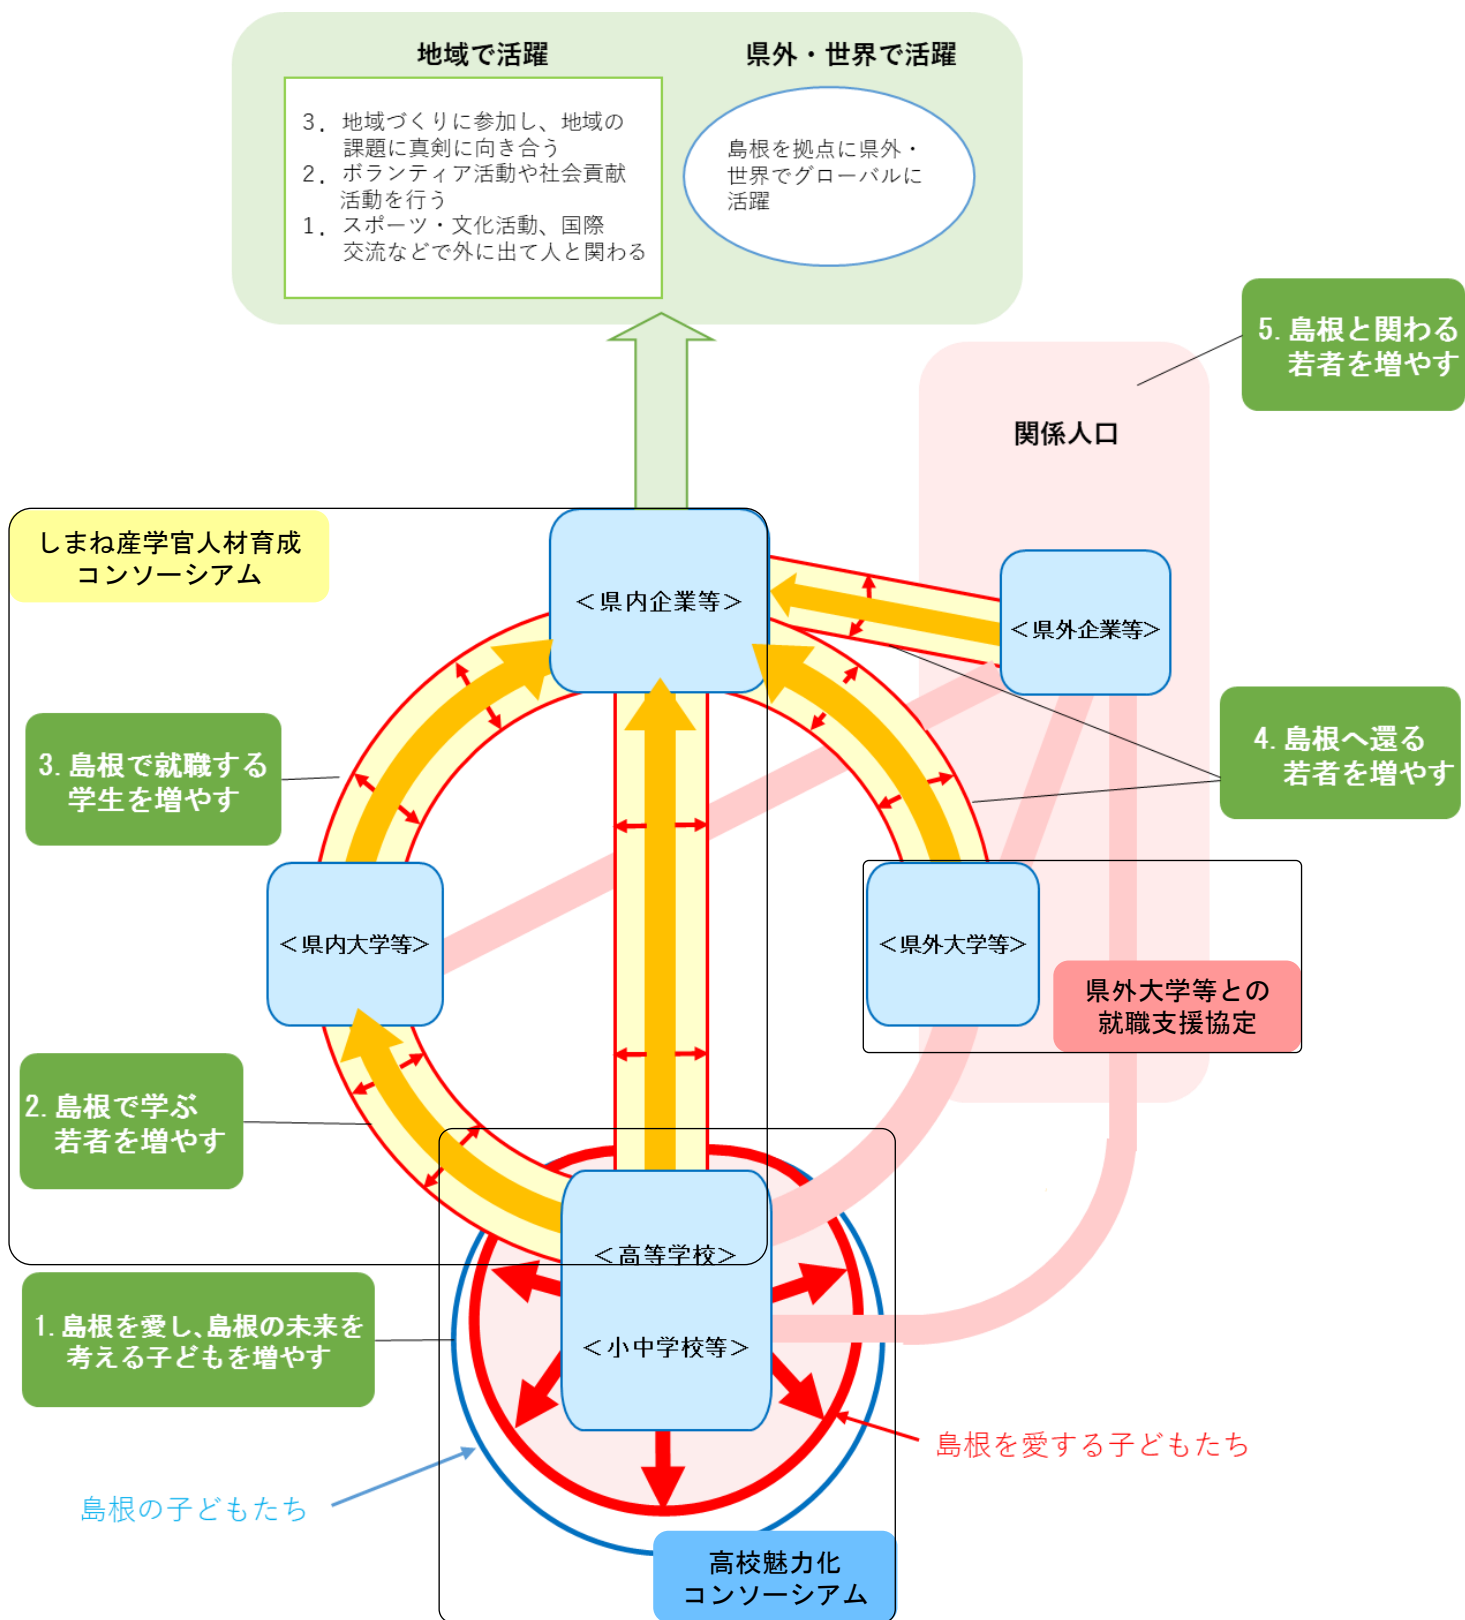 地域で活躍
県外・世界で活躍
3．地域づくりに参加し、地域の
課題に真剣に向き合う
2．ボランティア活動や社会貢献
活動を行う
1．スポーツ・文化活動、国際
交流などで外に出て人と関わる
島根を拠点に県外・
世界でグローバルに
活躍
5. 島根と関わる
若者を増やす
関係人口
しまね産学官人材育成
コンソーシアム
＜県内企業等＞
＜県外企業等＞
3. 島根で就職する
学生を増やす
4. 島根へ還る
若者を増やす
＜県内大学等＞
＜県外大学等＞
県外大学等との
就職支援協定
2. 島根で学ぶ
若者を増やす
＜高等学校＞
＜小中学校等＞
1. 島根を愛し、島根の未来を
考える子どもを増やす
島根を愛する子どもたち
島根の子どもたち
高校魅力化
コンソーシアム